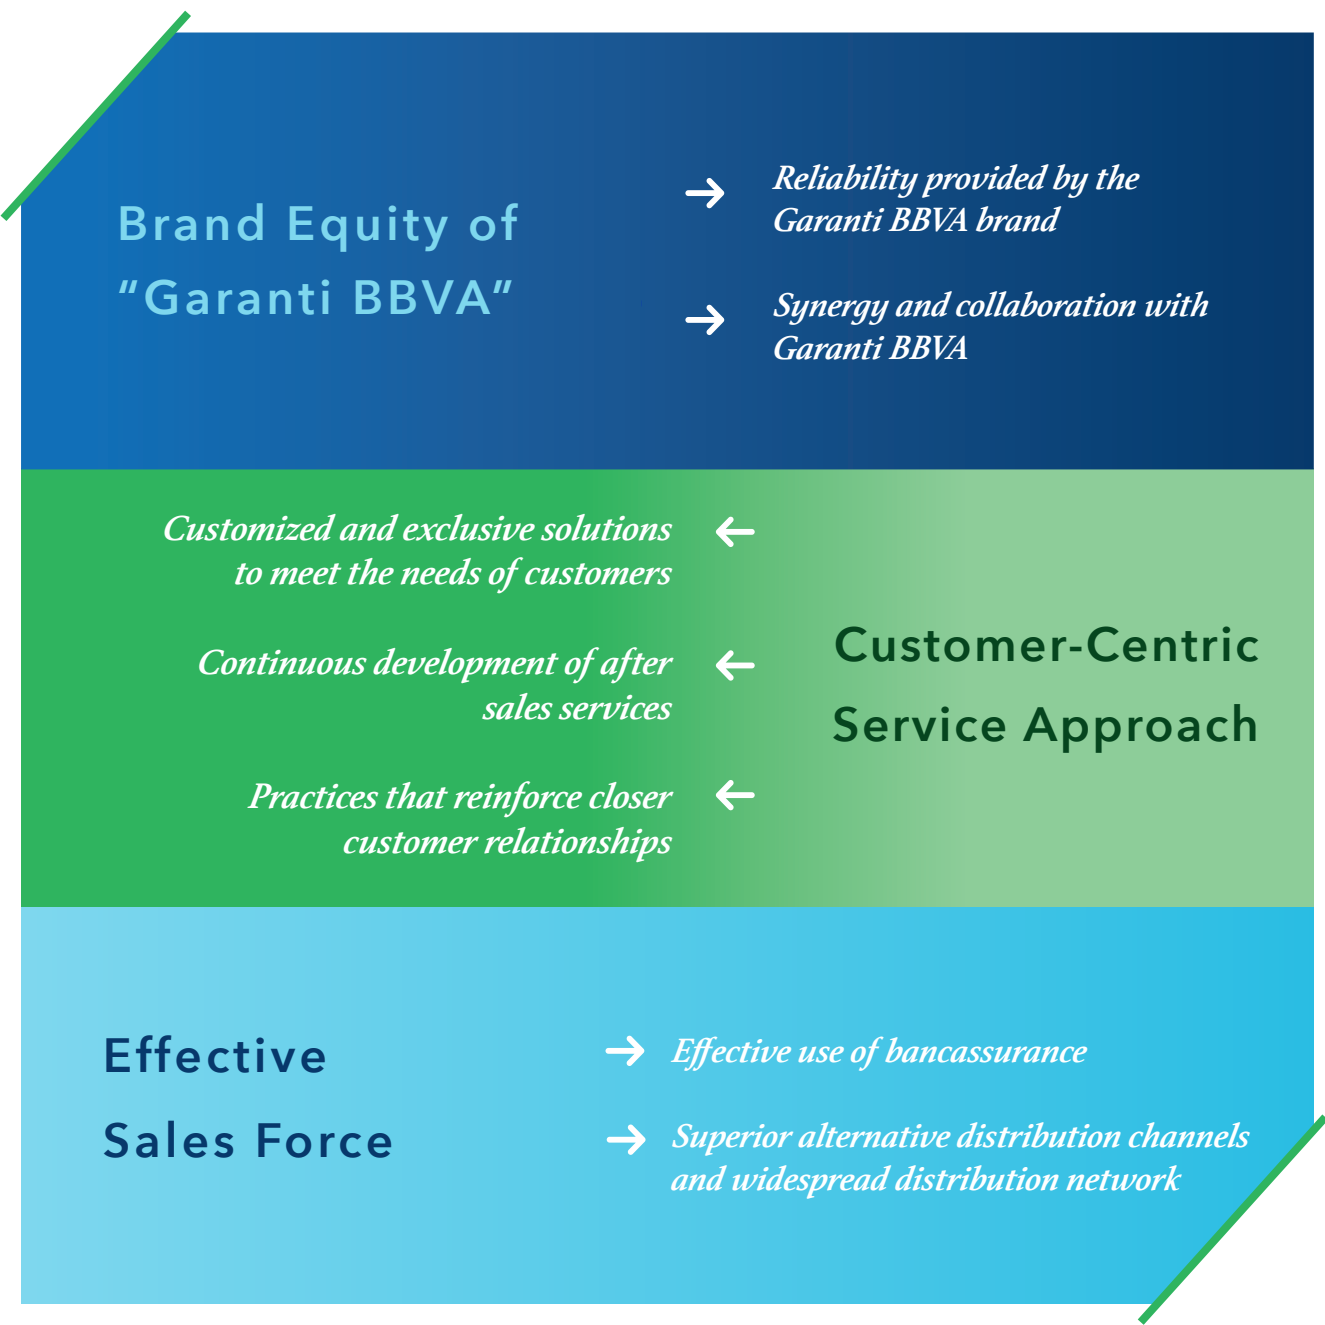 Brand Equity of
“Garanti BBVA”
Reliability provided by the
Garanti BBVA brand
Synergy and collaboration with
Garanti BBVA
Customized and exclusive solutions
to meet the needs of customers
Continuous development of after
sales services
Practices that reinforce closer
customer relationships
Customer-Centric
Service Approach
Effective
Sales Force
Effective use of bancassurance
Superior alternative distribution channels
and widespread distribution network